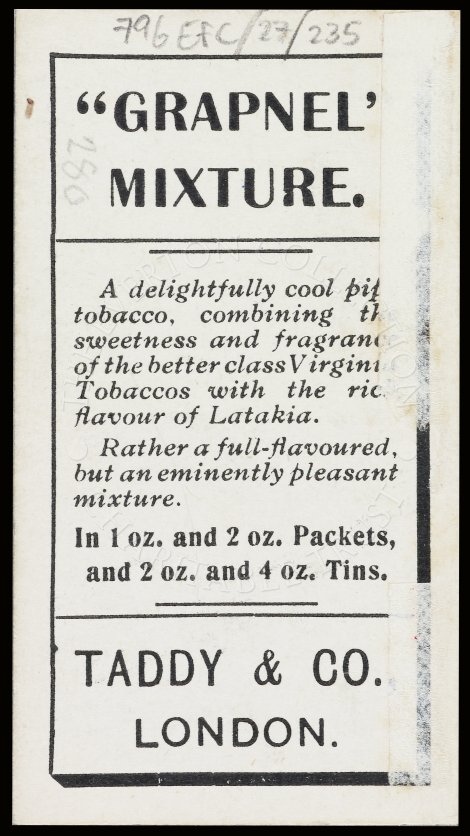 796 EFC/27/235
"GRAPNEL'
280
MIXTURE.
A delightfully cool
tobacco, combining
sweetness and
of the better class
Tobaccos with the
flavour of Latakia.
Rather a full-flavoured,
but an eminently pleasant
mixture.
In 1 oz. and 2 oz. Packets,
and 2 oz. and 4 oz. Tins.
TADDY & CO.
LONDON.